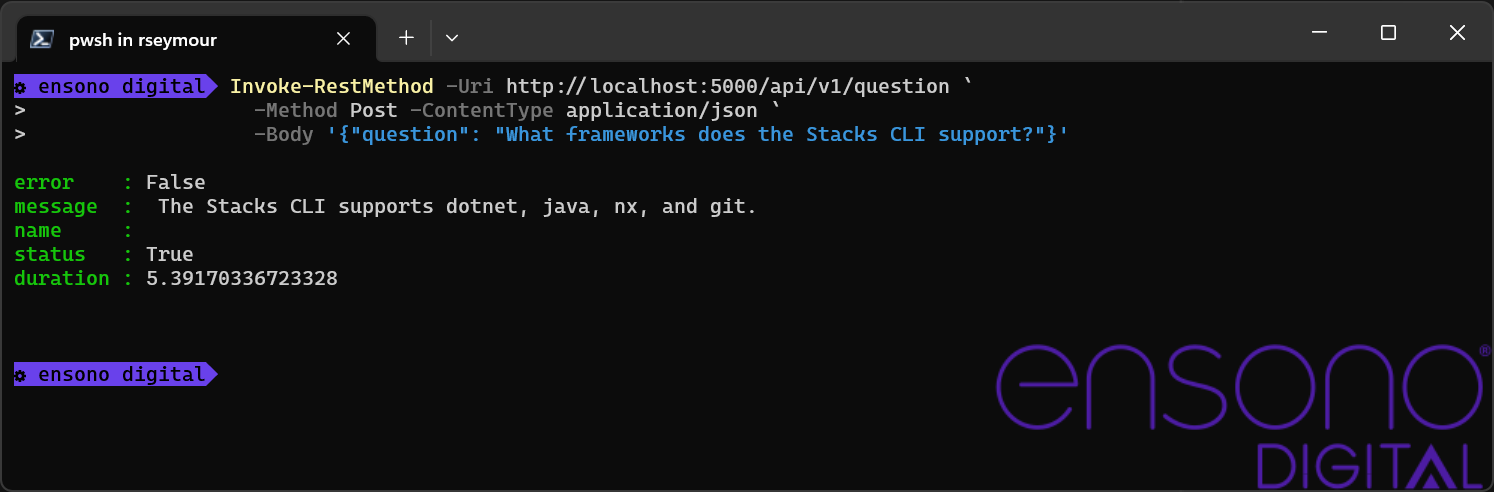 pwsh in rseymour
ensono digital Invoke-RestMethod -Uri http://localhost:5000/api/v1/question `
> -Method Post -ContentType application/json `
> -Body '{"question": "What frameworks does the Stacks CLI support?"}'
error : False
message : The Stacks CLI supports dotnet, java, nx, and git.
name :
status : True
duration : 5.39170336723328
ensono digital
ensono®
DIGITAL